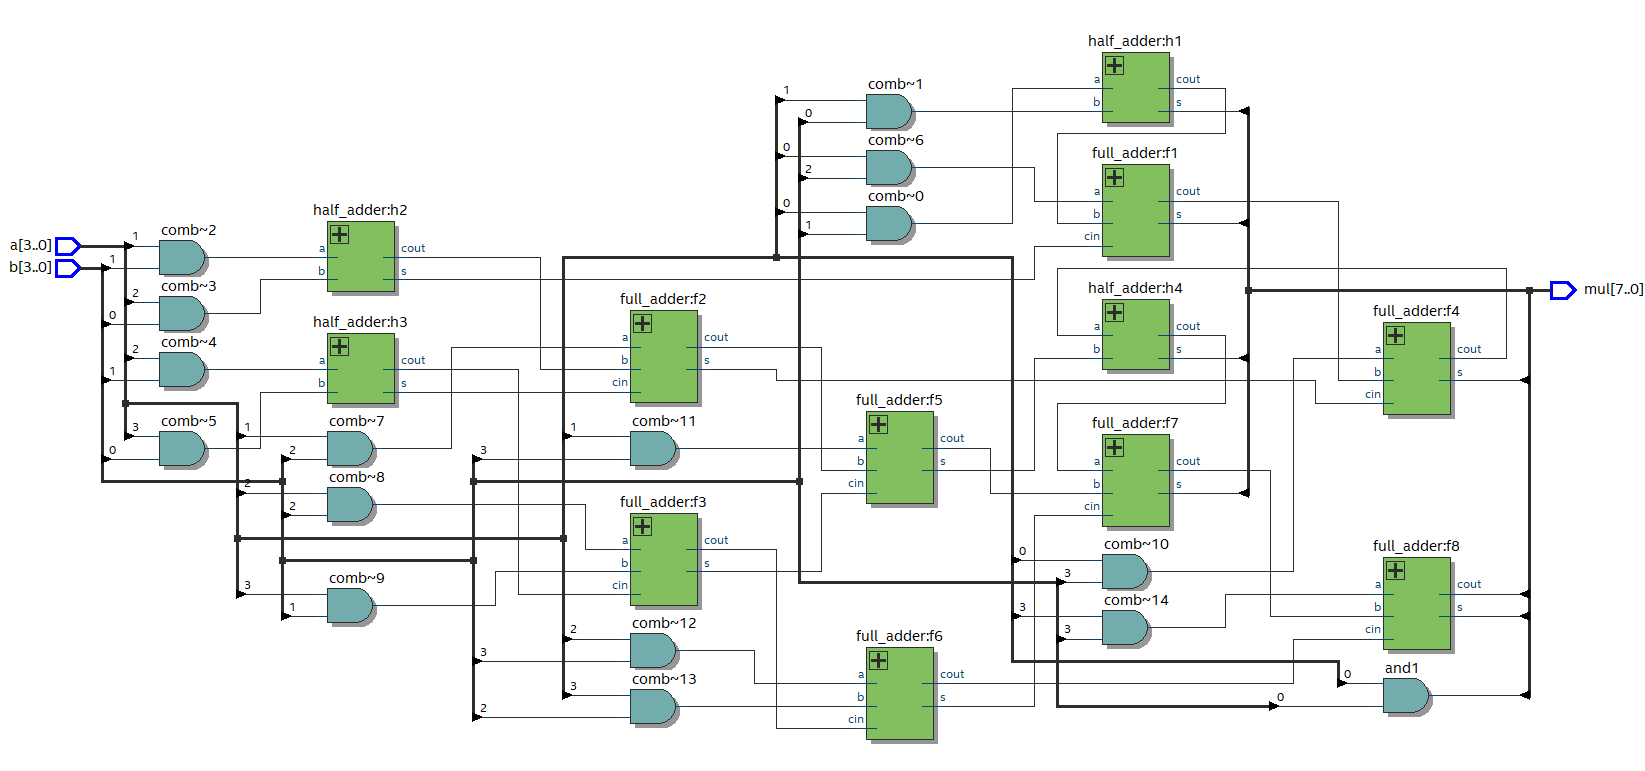 half_adder:h1
comb~1
a
cout
b
s
1
0
comb~6
0
2
full_adder:f1
a
cout
b
s
cin
comb~0
0
1
half_adder:h2
a
cout
b
s
a[3..0]
b[3..0]
comb~2
1
1
comb~3
2
0
comb~4
2
1
comb~5
3
0
half_adder:h3
a
cout
b
s
full_adder:f2
a
cout
b
s
cin
half_adder:h4
a
cout
b
s
mul[7..0]
full_adder:f4
a
cout
b
s
cin
comb~7
1
2
comb~8
2
2
comb~9
3
1
comb~11
1
3
full_adder:f5
a
cout
b
s
cin
full_adder:f7
a
cout
b
s
cin
full_adder:f3
a
cout
b
s
cin
comb~10
0
3
comb~14
3
3
full_adder:f8
a
cout
b
s
cin
comb~12
2
3
comb~13
3
2
full_adder:f6
a
cout
b
s
cin
and1
0
0